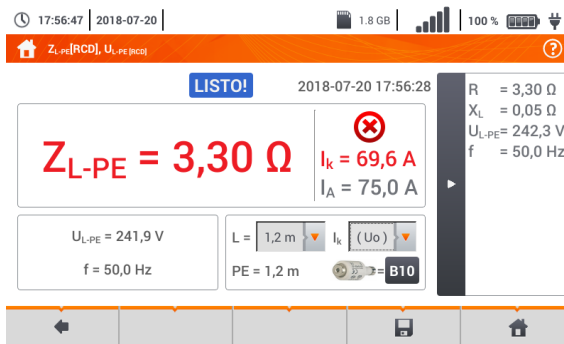 17:56:47 2018-07-20 1.8 GB 100 %
ZL-PE[RCD], UL-PE [RCD] ?
LISTO! 2018-07-20 17:56:28
ZL-PE = 3,30 Ω
Ik = 69,6 A
IA = 75,0 A
UL-PE = 241,9 V
f = 50,0 Hz
L = 1,2 m Ik (Uo)
PE = 1,2 m = B10
R = 3,30 Ω
XL = 0,05 Ω
UL-PE= 242,3 V
f = 50,0 Hz